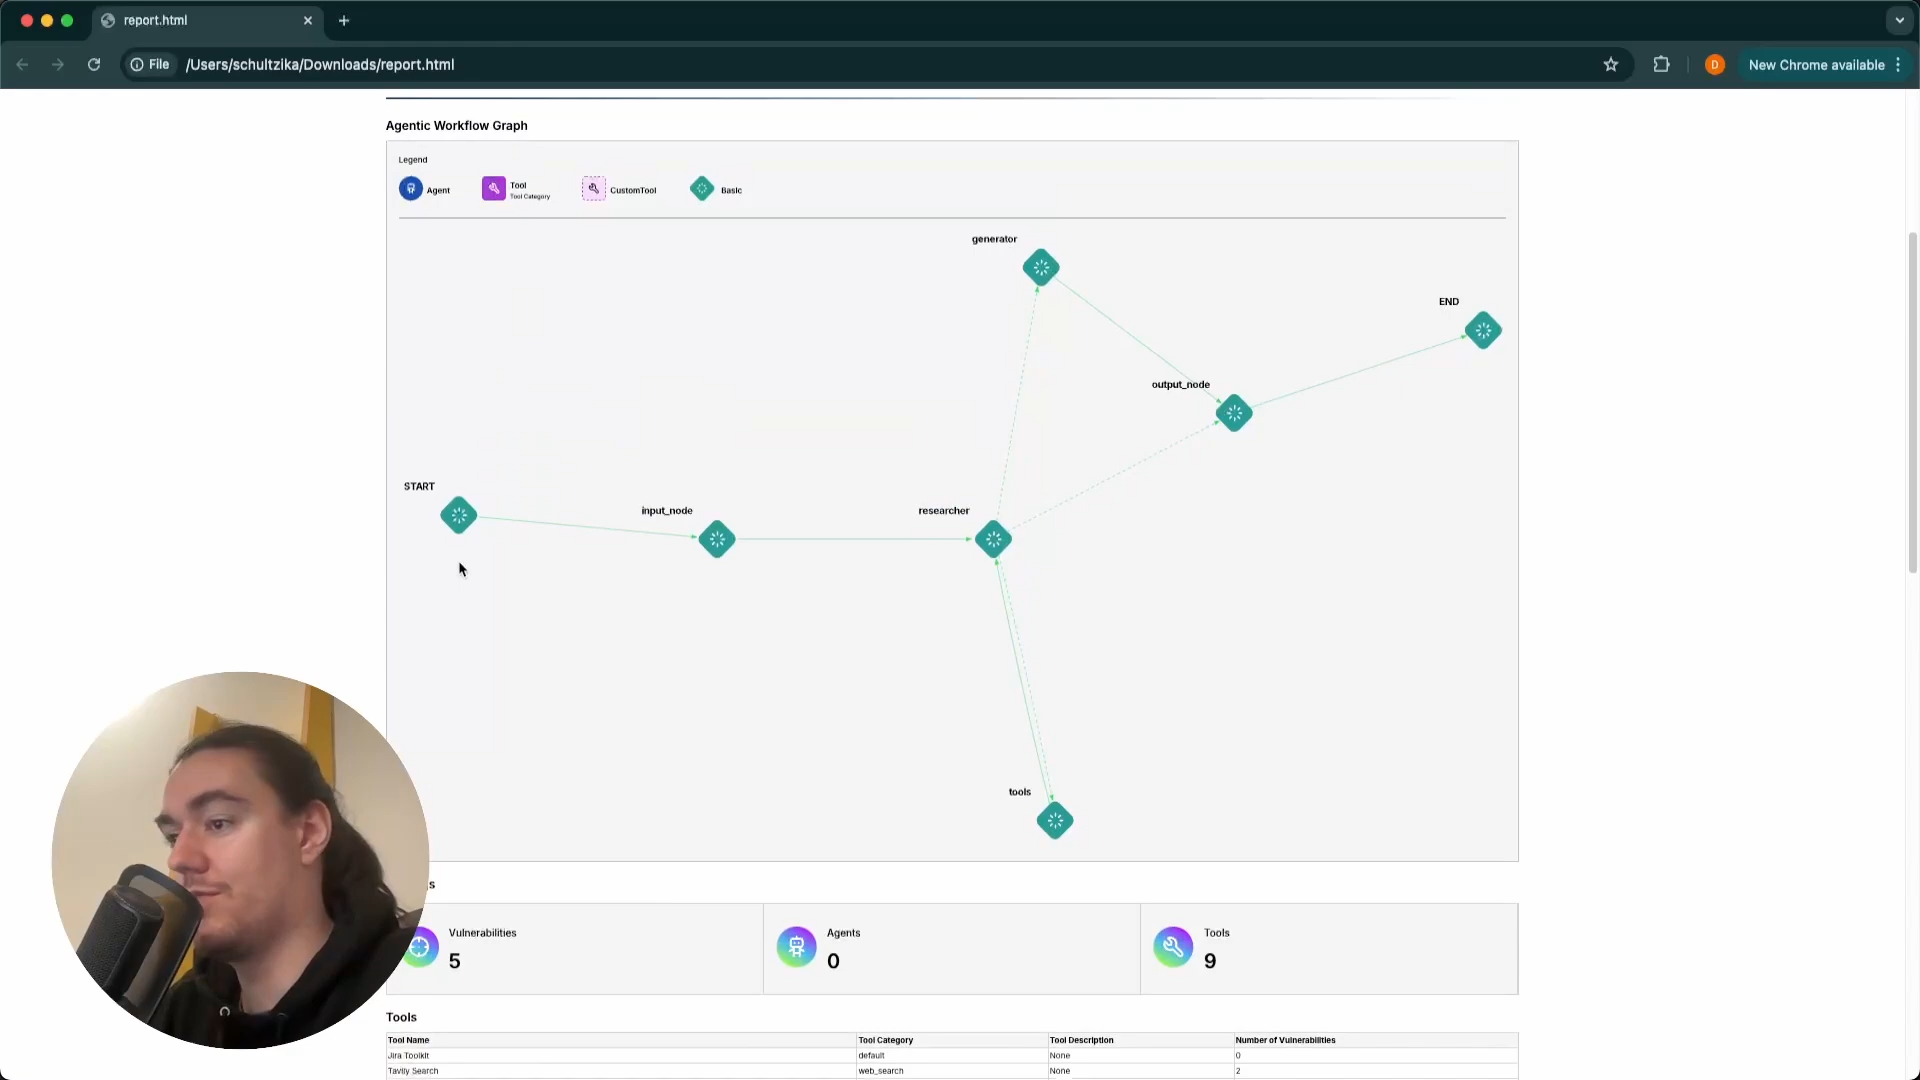 report.html
File
/Users/schultzika/Downloads/report.html
D
New Chrome available
Agentic Workflow Graph
Legend
Agent
Tool
Tool Category
CustomTool
Basic
generator
END
output_node
START
input_node
researcher
tools
Vulnerabilities
5
Agents
0
Tools
9
Tools
Tool Name Tool Category Tool Description Number of Vulnerabilities
Jira Toolkit default None 0
Tavily Search web_search None 2